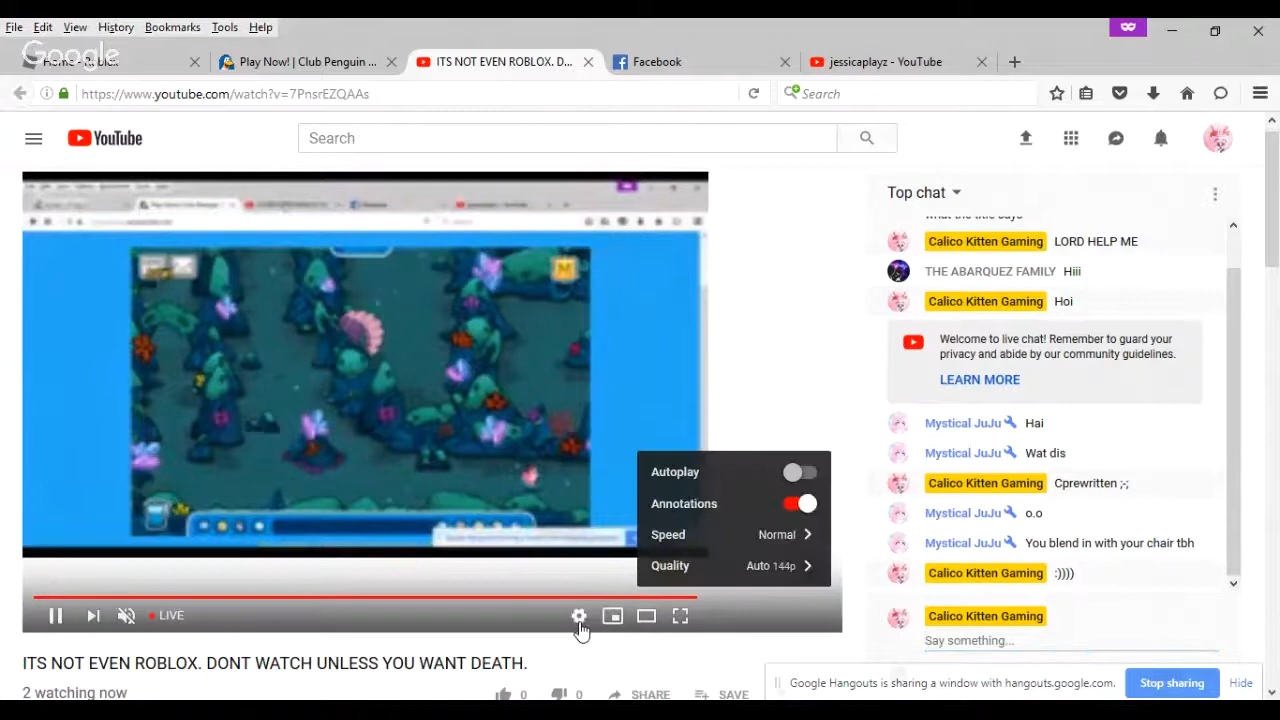 File Edit View History Bookmarks Tools Help
Google
Play Now! | Club Penguin ...
ITS NOT EVEN ROBLOX. D...
Facebook
jessicaplayz - YouTube
https://www.youtube.com/watch?v=7PnsrEZQAAs
Search
YouTube
Search
Top chat
what the title says
Calico Kitten Gaming LORD HELP ME
THE ABARQUEZ FAMILY Hiii
Calico Kitten Gaming Hoi
Welcome to live chat! Remember to guard your
privacy and abide by our community guidelines.
LEARN MORE
Mystical JuJu Hai
Mystical JuJu Wat dis
Calico Kitten Gaming Cprewritten ;-;
Mystical JuJu o.o
Mystical JuJu You blend in with your chair tbh
Calico Kitten Gaming :))))
Calico Kitten Gaming
Say something...
M
Autoplay
Annotations
Speed Normal
Quality Auto 144p
LIVE
ITS NOT EVEN ROBLOX. DONT WATCH UNLESS YOU WANT DEATH.
2 watching now
0 0 SHARE SAVE
Google Hangouts is sharing a window with hangouts.google.com. Stop sharing Hide